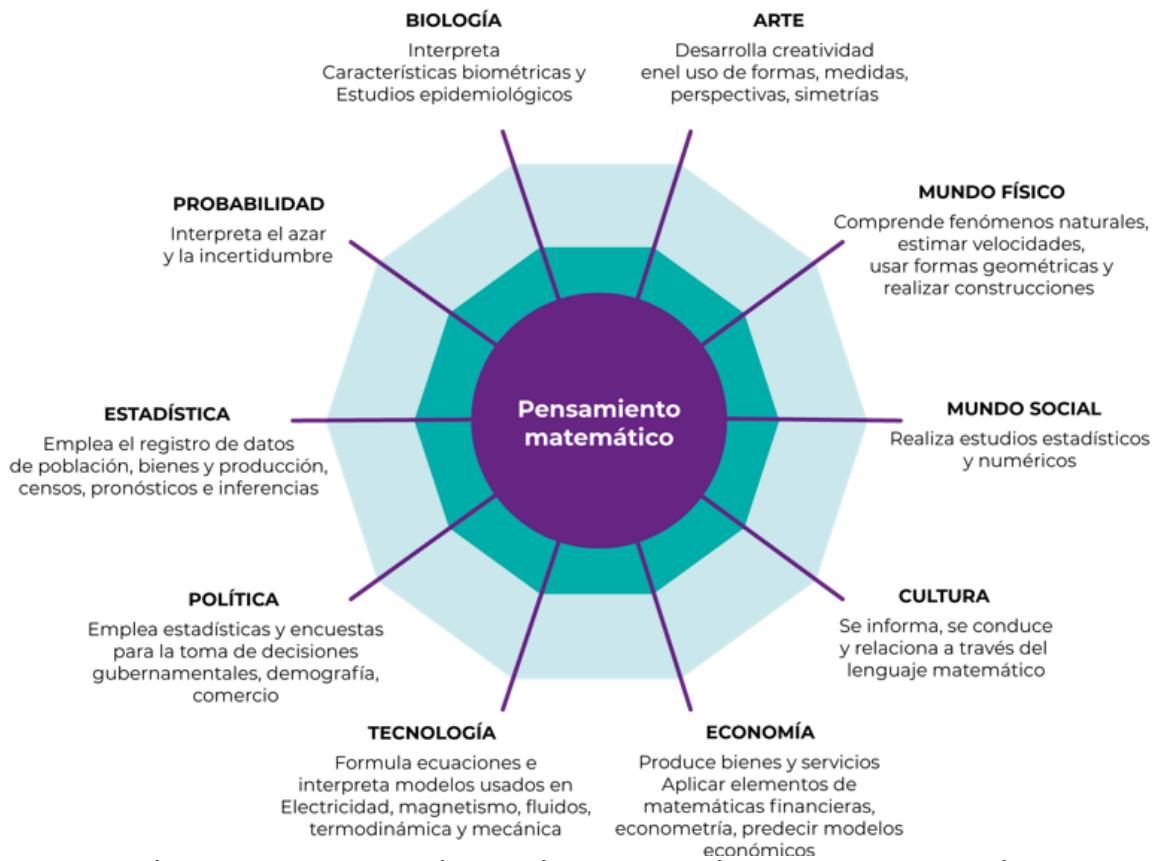 BIOLOGÍA
Interpreta
Características biométricas y
Estudios epidemiológicos
ARTE
Desarrolla creatividad
enel uso de formas, medidas,
perspectivas, simetrías
MUNDO FÍSICO
Comprende fenómenos naturales,
estimar velocidades,
usar formas geométricas y
realizar construcciones
PROBABILIDAD
Interpreta el azar
y la incertidumbre
Pensamiento
matemático
ESTADÍSTICA
Emplea el registro de datos
de población, bienes y producción,
censos, pronósticos e inferencias
MUNDO SOCIAL
Realiza estudios estadísticos
y numéricos
POLÍTICA
Emplea estadísticas y encuestas
para la toma de decisiones
gubernamentales, demografía,
comercio
CULTURA
Se informa, se conduce
y relaciona a través del
lenguaje matemático
TECNOLOGÍA
Formula ecuaciones e
interpreta modelos usados en
Electricidad, magnetismo, fluidos,
termodinámica y mecánica
ECONOMÍA
Produce bienes y servicios
Aplicar elementos de
matemáticas financieras,
econometría, predecir modelos
económicos